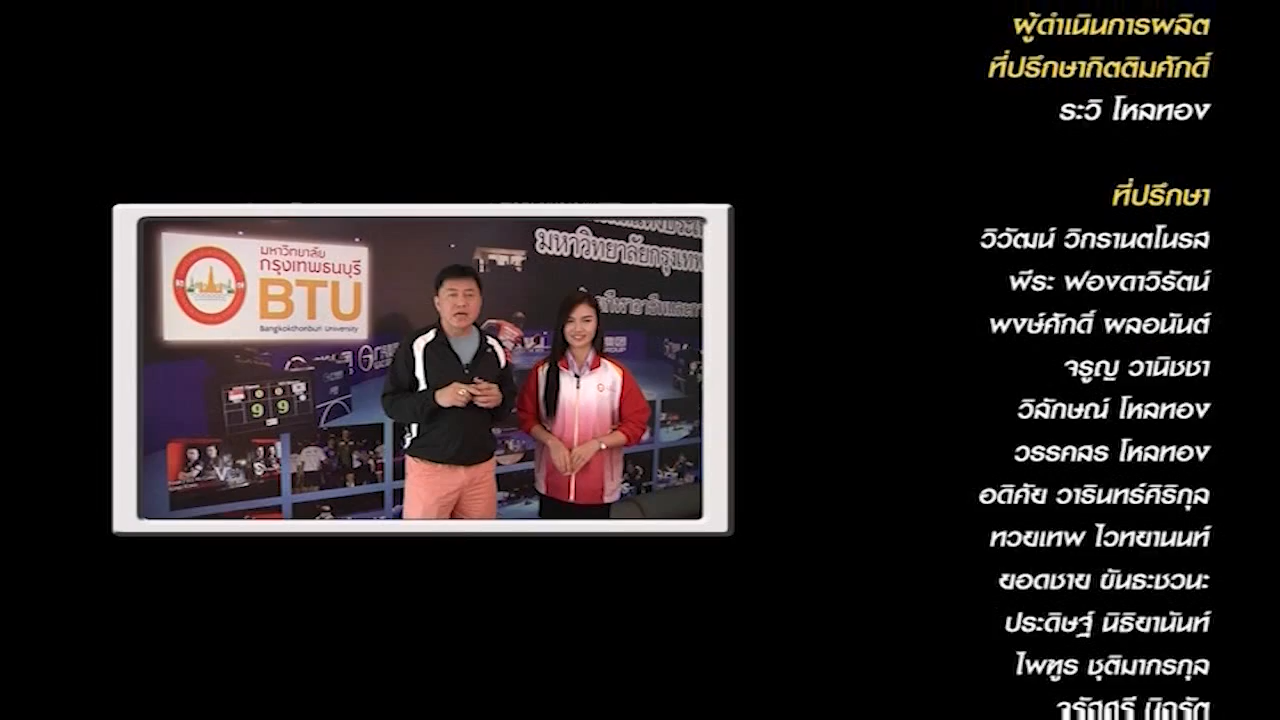 ผู้ดำเนินการผลิต
ที่ปรึกษากิตติมศักดิ์
ระวิ โหลทอง
ที่ปรึกษา
วิวัฒน์ วิกรานตโนรส
พีระ ฟองดาวิรัตน์
พงษ์ศักดิ์ ผลอนันต์
จรูญ วานิชชา
วิลักษณ์ โหลทอง
วรรคสร โหลทอง
อดิศัย วารินทร์ศิริกุล
ทวยเทพ ไวทยานนท์
ยอดชาย ขันธะชวนะ
ประดิษฐ์ นิธิยานันท์
ไพฑูร ชุติมากรกุล
มหาวิทยาลัย
กรุงเทพธนบุรี
BTU
Bangkokthonburi University
มหาวิทยาลัยกรุงเทพ
9 9